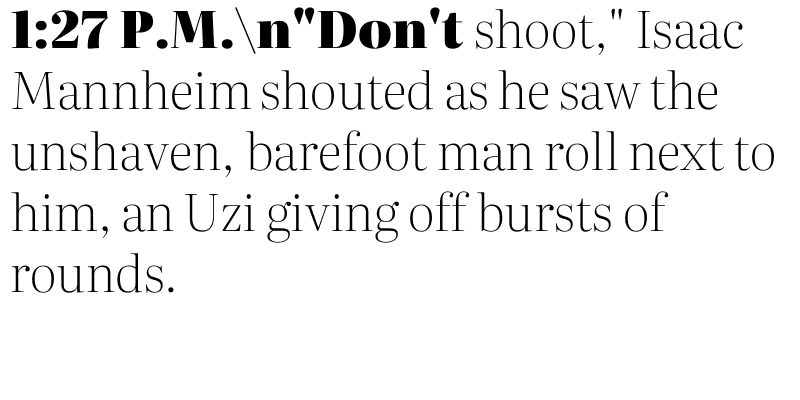 1:27 P.M.\n"Don't shoot," Isaac
Mannheim shouted as he saw the
unshaven, barefoot man roll next to
him, an Uzi giving off bursts of
rounds.